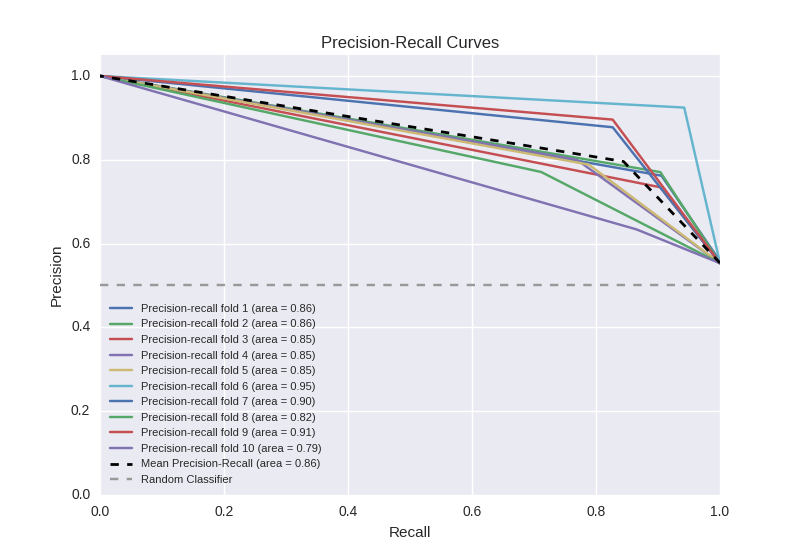 Precision-Recall Curves
1.0
0.8
0.6
0.4
0.2
0.0
Precision
Precision-recall fold 1 (area = 0.86)
Precision-recall fold 2 (area = 0.86)
Precision-recall fold 3 (area = 0.85)
Precision-recall fold 4 (area = 0.85)
Precision-recall fold 5 (area = 0.85)
Precision-recall fold 6 (area = 0.95)
Precision-recall fold 7 (area = 0.90)
Precision-recall fold 8 (area = 0.82)
Precision-recall fold 9 (area = 0.91)
Precision-recall fold 10 (area = 0.79)
Mean Precision-Recall (area = 0.86)
Random Classifier
0.0 0.2 0.4 0.6 0.8 1.0
Recall